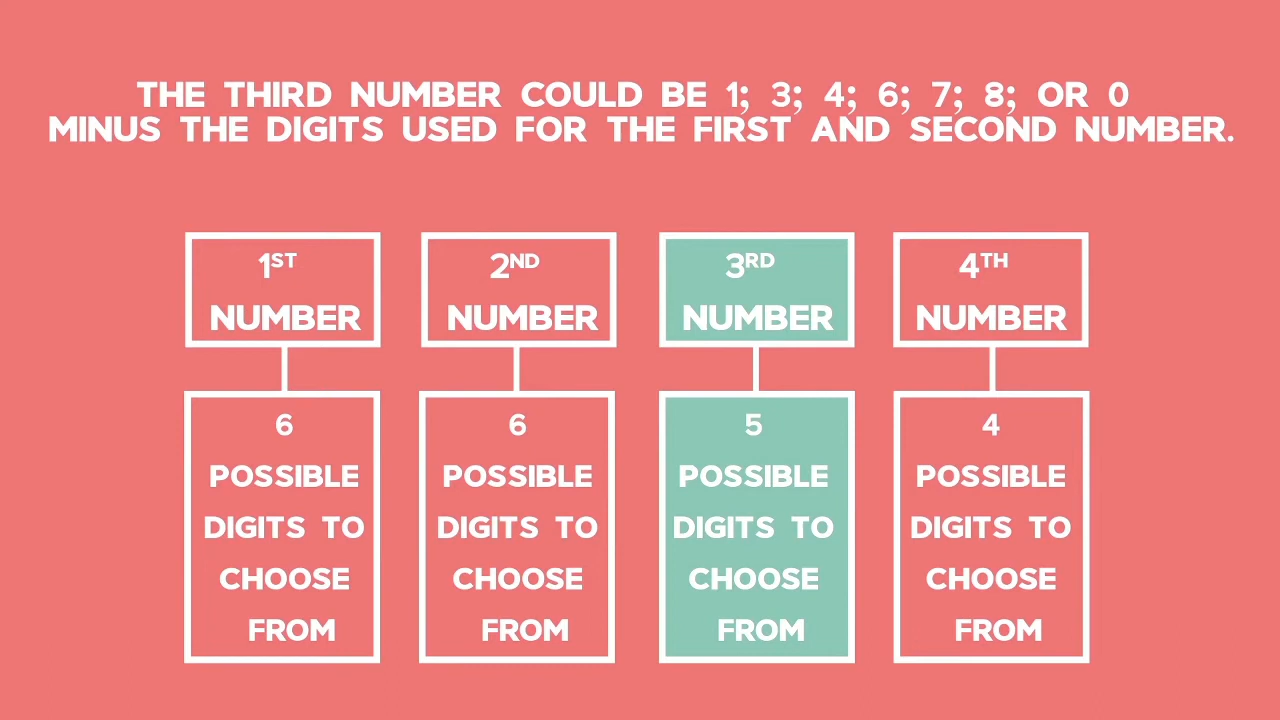 THE THIRD NUMBER COULD BE 1; 3; 4; 6; 7; 8; OR 0
MINUS THE DIGITS USED FOR THE FIRST AND SECOND NUMBER.
1ST
NUMBER
2ND
NUMBER
3RD
NUMBER
4TH
NUMBER
6
POSSIBLE
DIGITS TO
CHOOSE
FROM
6
POSSIBLE
DIGITS TO
CHOOSE
FROM
5
POSSIBLE
DIGITS TO
CHOOSE
FROM
4
POSSIBLE
DIGITS TO
CHOOSE
FROM